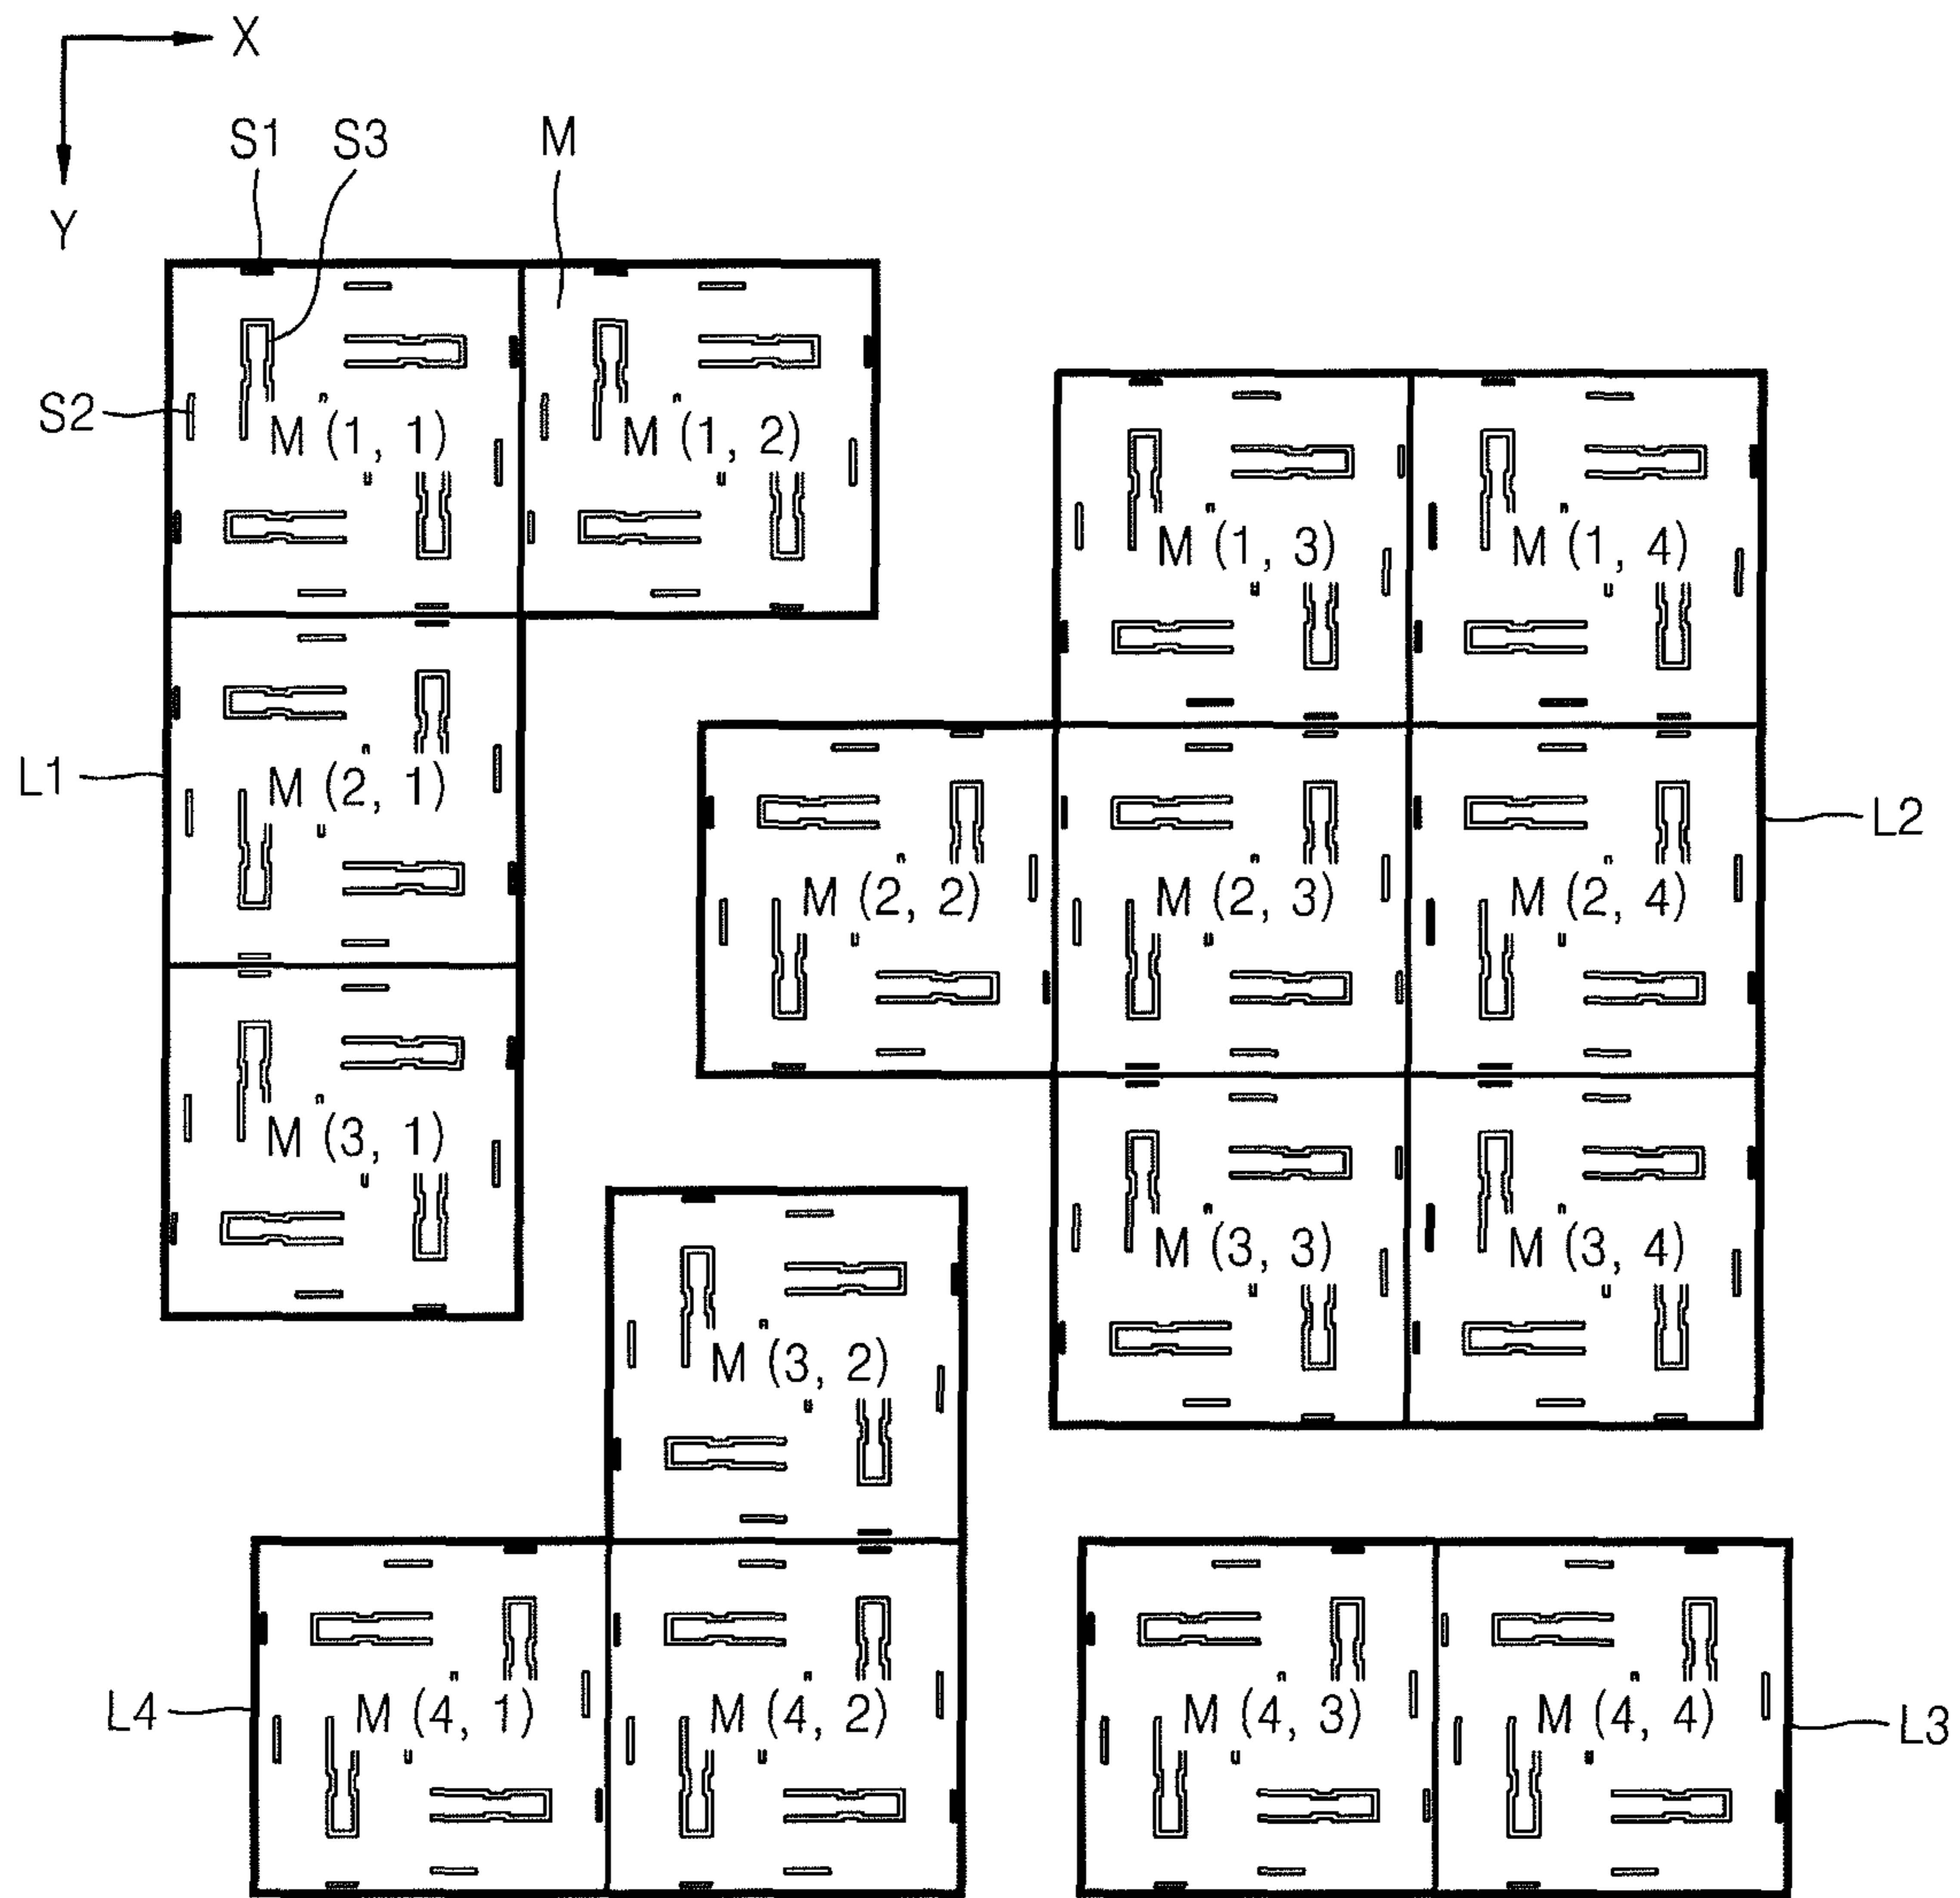 X
Y
S1 S3 M
S2
M (1, 1) M (1, 2)
M (1, 3) M (1, 4)
L1
M (2, 1)
L2
M (2, 2) M (2, 3) M (2, 4)
M (3, 1)
M (3, 3) M (3, 4)
M (3, 2)
L4
M (4, 1) M (4, 2) M (4, 3) M (4, 4)
L3